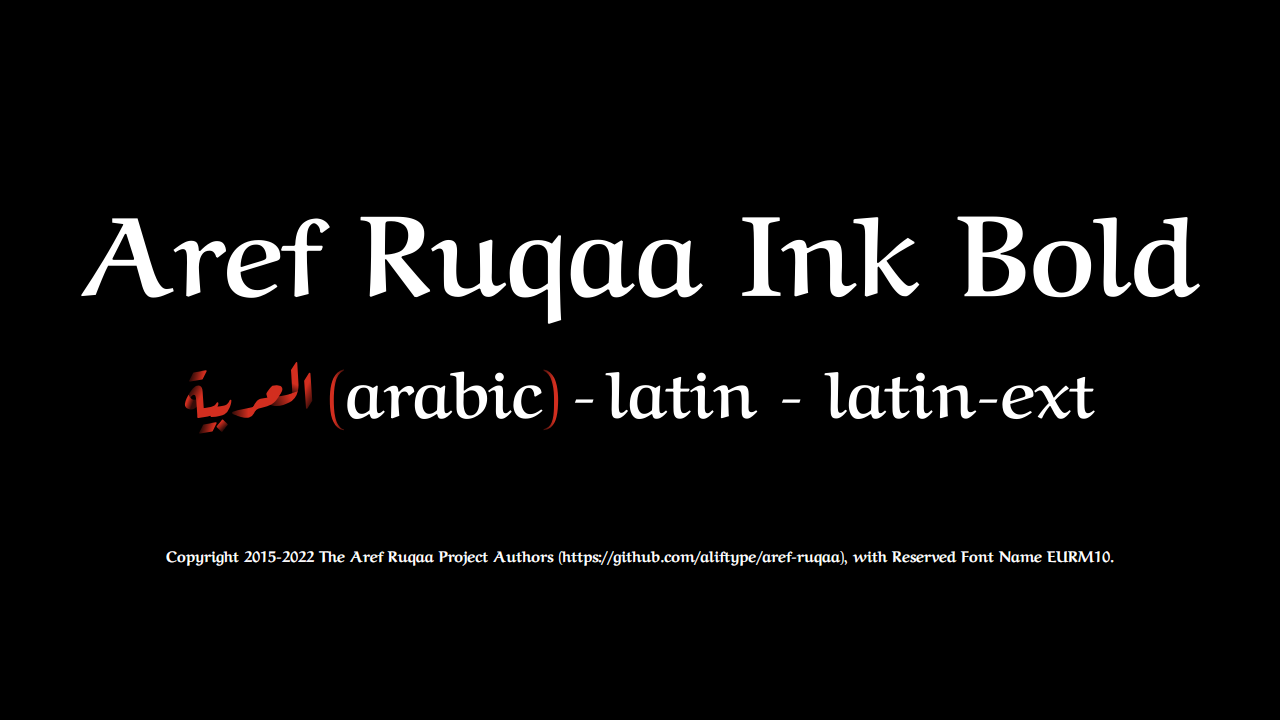 Aref Ruqaa Ink Bold
العربية (arabic) - latin - latin-ext
Copyright 2015-2022 The Aref Ruqaa Project Authors (https://github.com/aliftype/aref-ruqaa), with Reserved Font Name EURM10.